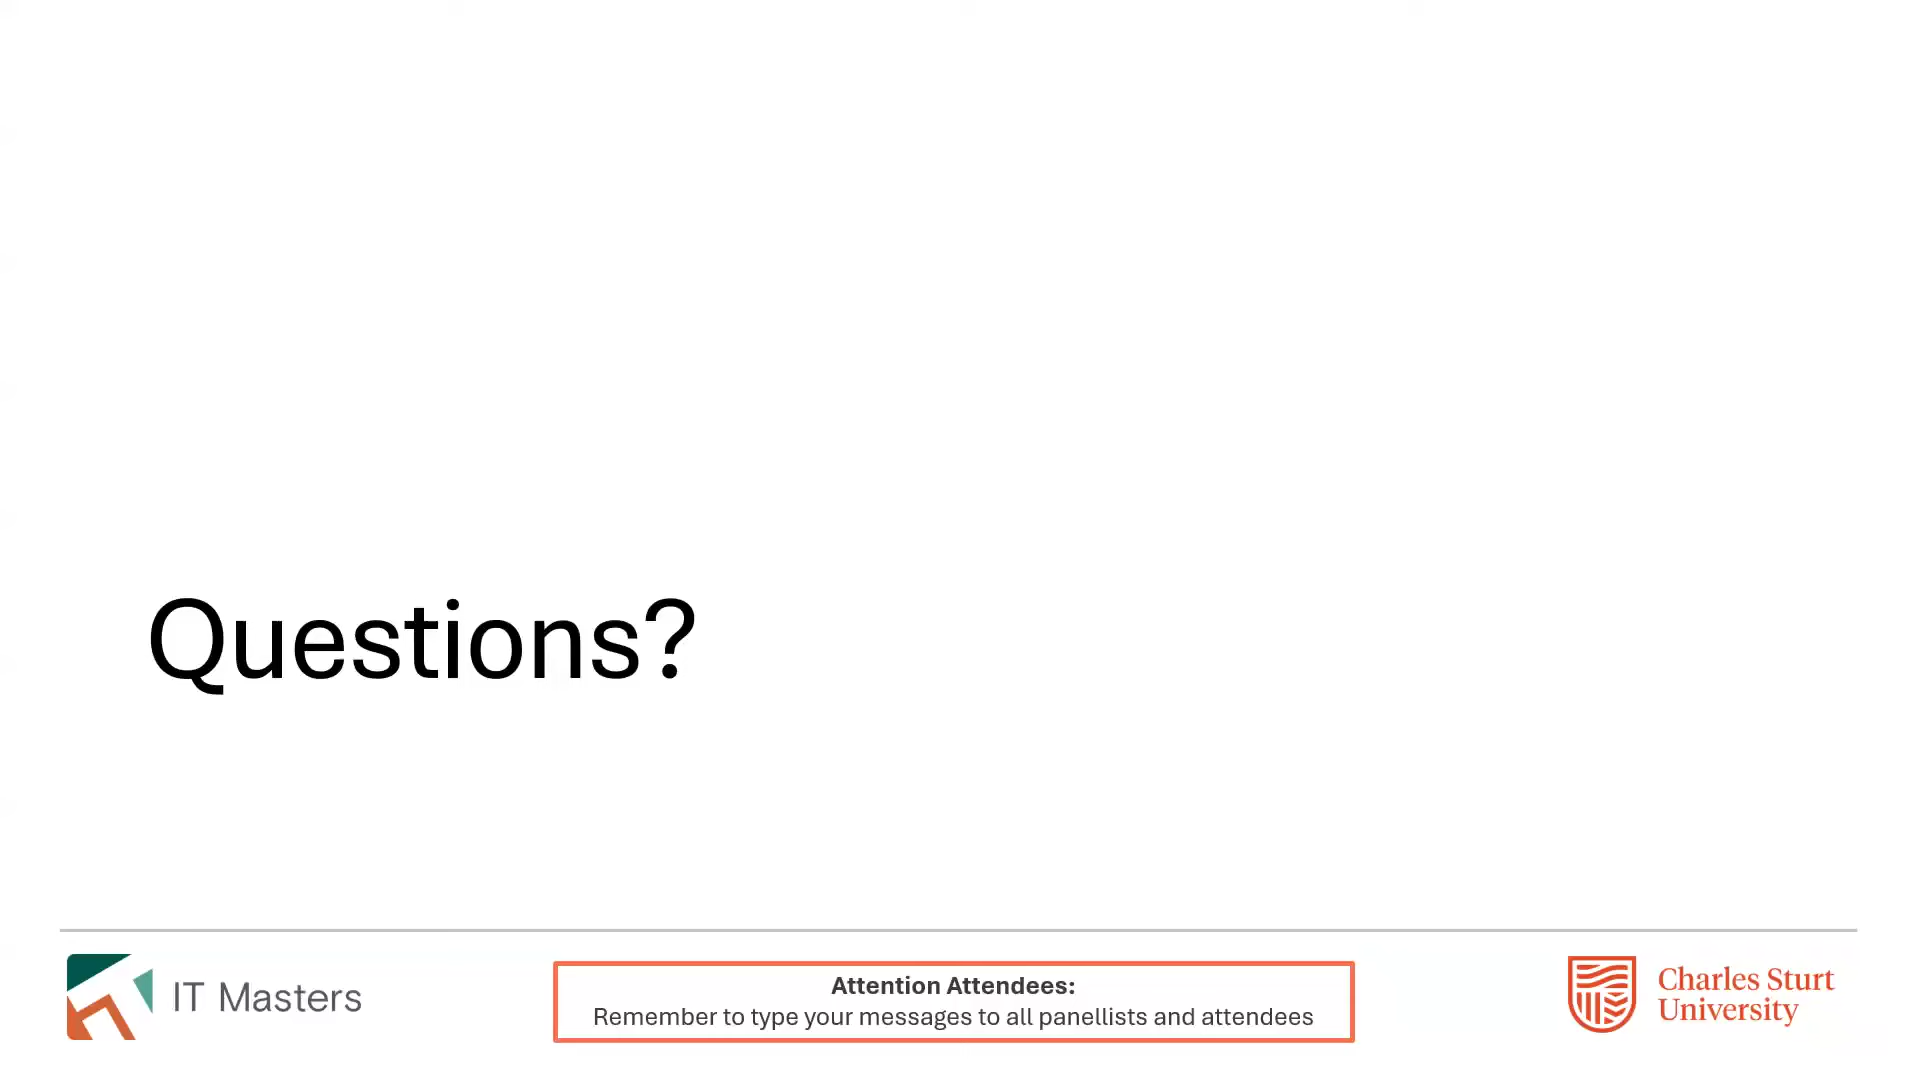 Questions?
IT Masters
Attention Attendees:
Remember to type your messages to all panellists and attendees
Charles Sturt
University